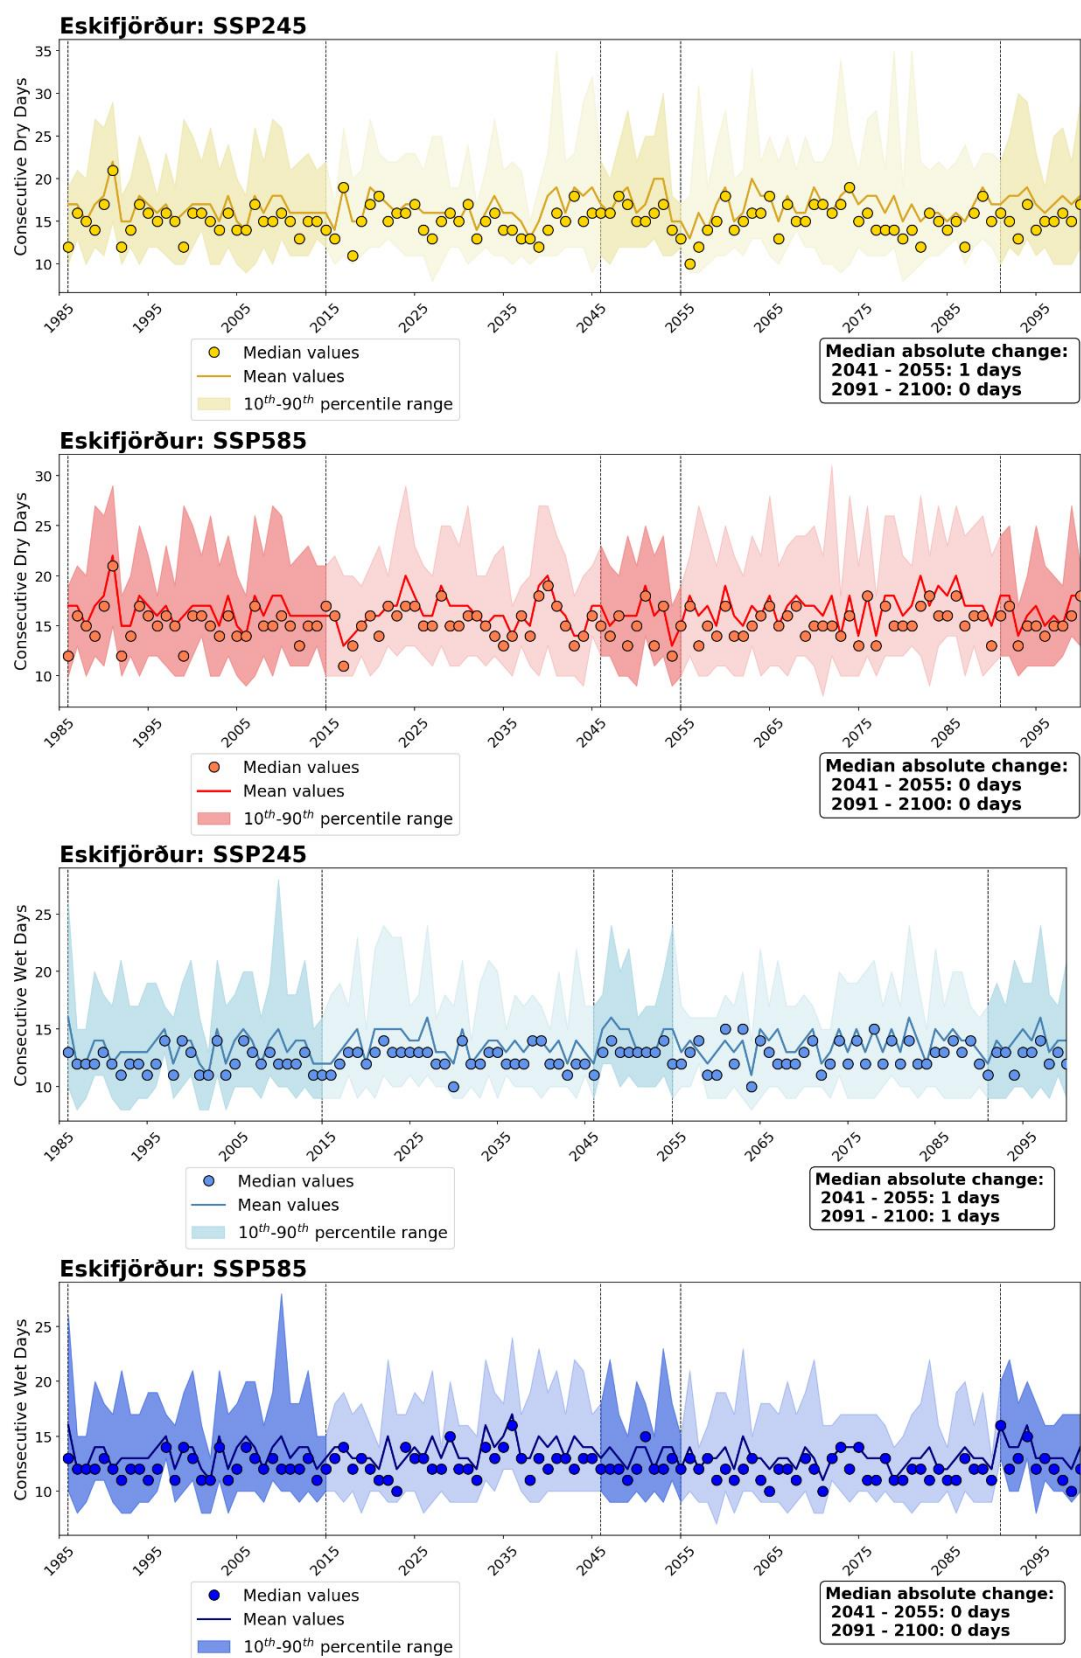 Eskifjörður: SSP245
Consecutive Dry Days
35
30
25
20
15
10
1985 1995 2005 2015 2025 2035 2045 2055 2065 2075 2085 2095
Median values
Mean values
10th-90th percentile range
Median absolute change:
2041 - 2055: 1 days
2091 - 2100: 0 days
Eskifjörður: SSP585
Consecutive Dry Days
30
25
20
15
10
1985 1995 2005 2015 2025 2035 2045 2055 2065 2075 2085 2095
Median values
Mean values
10th-90th percentile range
Median absolute change:
2041 - 2055: 0 days
2091 - 2100: 0 days
Eskifjörður: SSP245
Consecutive Wet Days
25
20
15
10
1985 1995 2005 2015 2025 2035 2045 2055 2065 2075 2085 2095
Median values
Mean values
10th-90th percentile range
Median absolute change:
2041 - 2055: 1 days
2091 - 2100: 1 days
Eskifjörður: SSP585
Consecutive Wet Days
25
20
15
10
1985 1995 2005 2015 2025 2035 2045 2055 2065 2075 2085 2095
Median values
Mean values
10th-90th percentile range
Median absolute change:
2041 - 2055: 0 days
2091 - 2100: 0 days